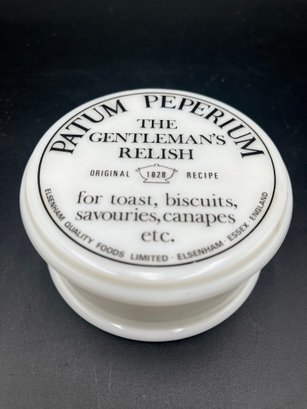 PATUM PEPERIUM
THE
GENTLEMAN'S
RELISH
ORIGINAL 1828 RECIPE
for toast, biscuits,
savouries, canapes
etc.
ELSENHAM QUALITY FOODS LIMITED · ELSENHAM · ESSEX ENGLAND